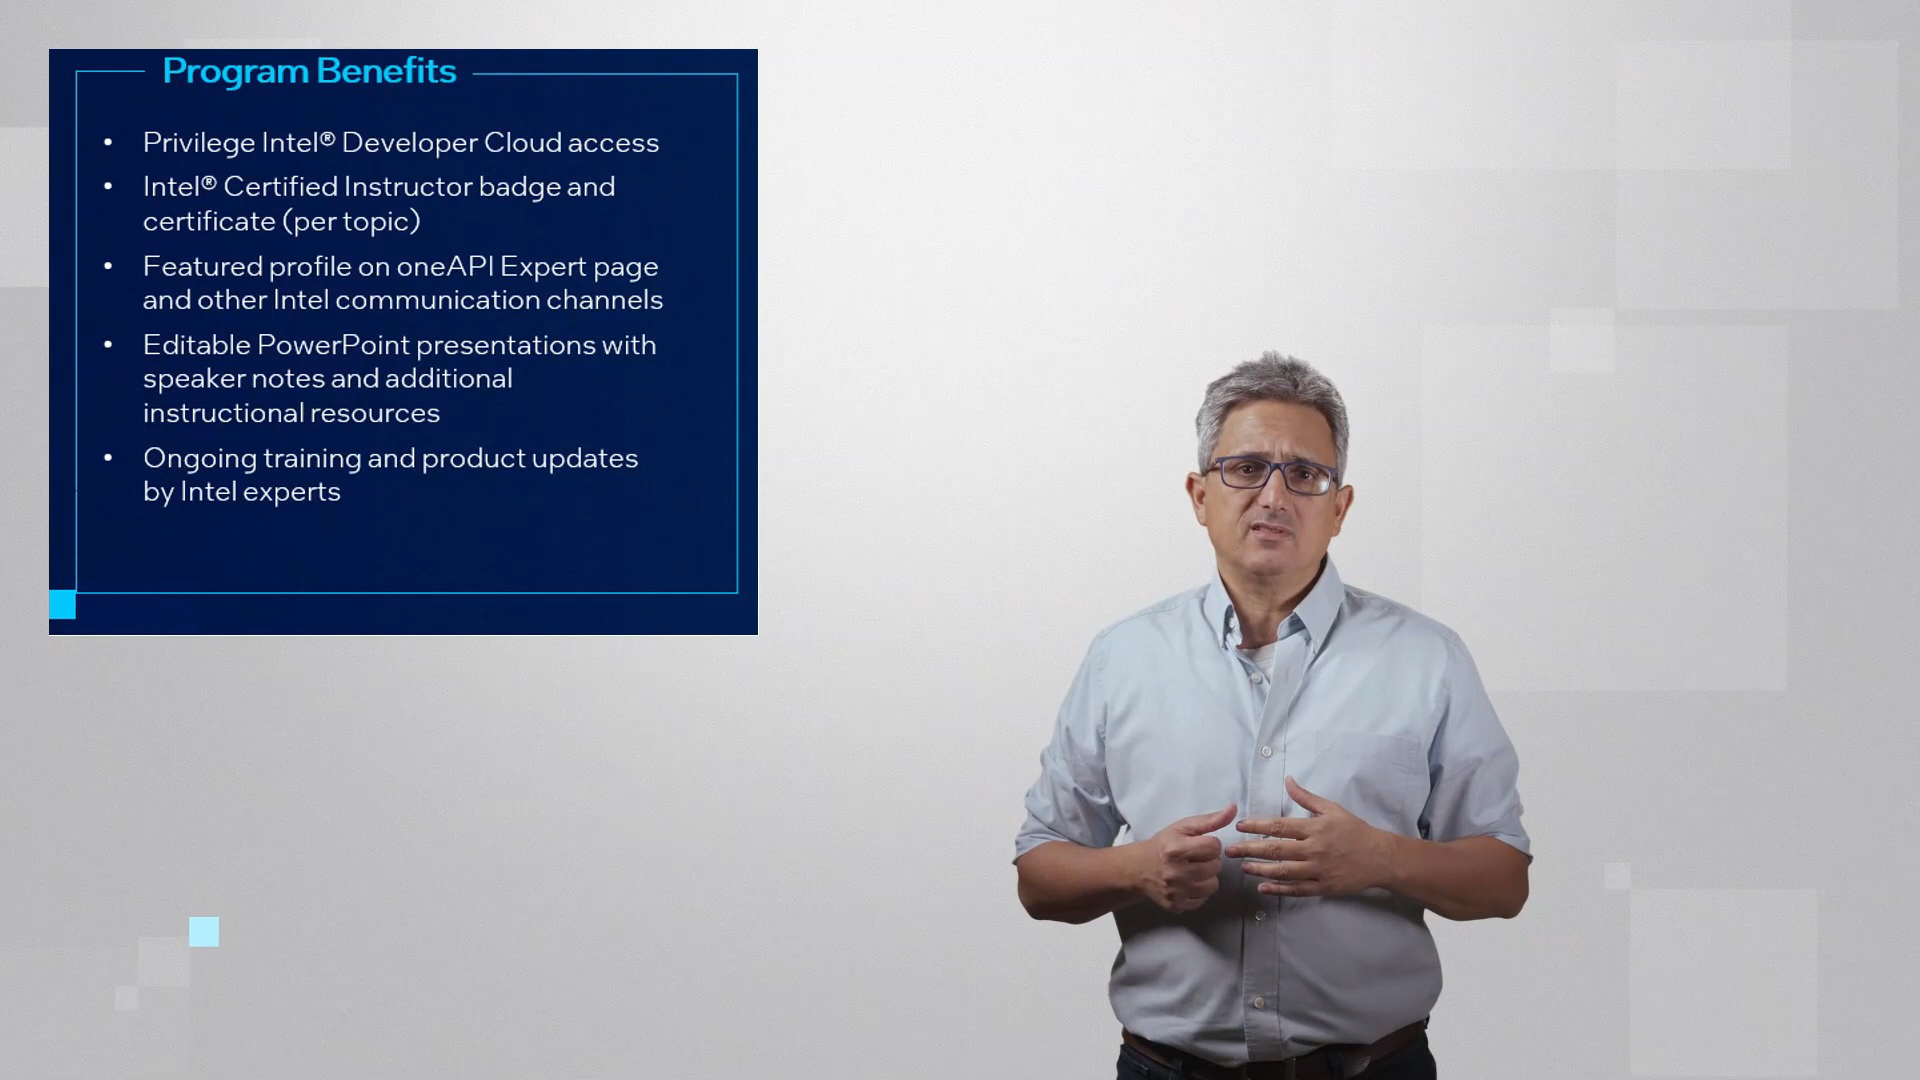 Program Benefits
• Privilege Intel® Developer Cloud access
• Intel® Certified Instructor badge and
certificate (per topic)
• Featured profile on oneAPI Expert page
and other Intel communication channels
• Editable PowerPoint presentations with
speaker notes and additional
instructional resources
• Ongoing training and product updates
by Intel experts